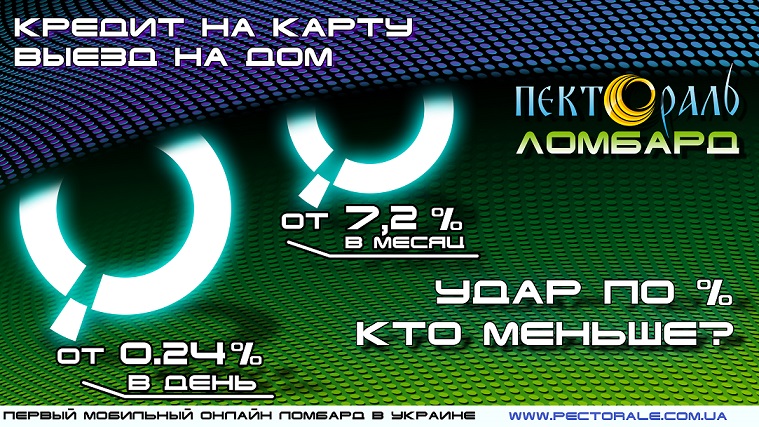 КРЕДИТ НА КАРТУ
ВЫЕЗД НА ДОМ
ПЕКТОРАЛЬ
ЛОМБАРД
ОТ 7,2 %
В МЕСЯЦ
УДАР ПО %
КТО МЕНЬШЕ?
ОТ 0.24%
В ДЕНЬ
ПЕРВЫЙ МОБИЛЬНЫЙ ОНЛАЙН ЛОМБАРД В УКРАИНЕ WWW.PECTORALE.COM.UA